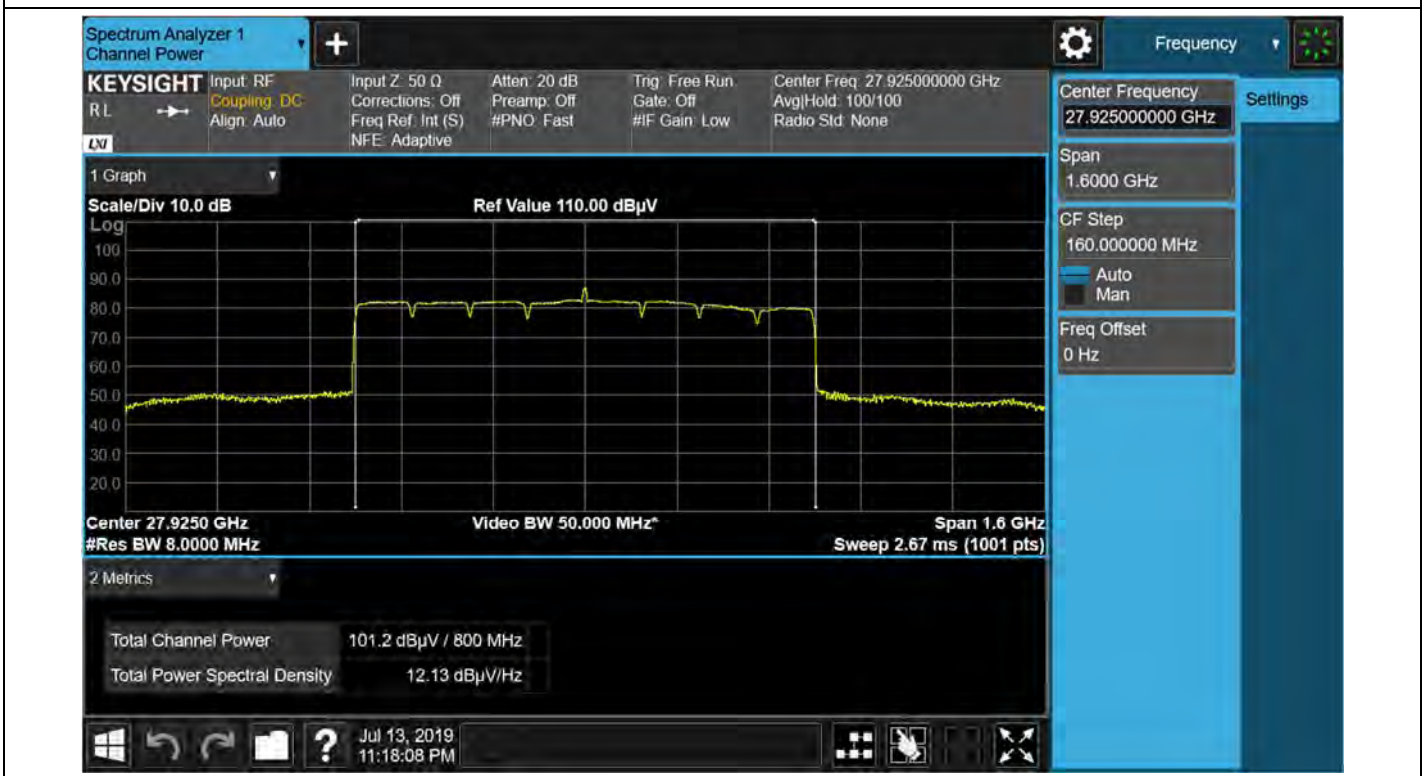 Spectrum Analyzer 1
Channel Power
+
Frequency
KEYSIGHT
R L
LXI
Input: RF
Coupling: DC
Align: Auto
Input Z: 50 Ω
Corrections: Off
Freq Ref: Int (S)
NFE: Adaptive
Atten: 20 dB
Preamp: Off
#PNO: Fast
Trig: Free Run
Gate: Off
#IF Gain: Low
Center Freq: 27.925000000 GHz
Avg|Hold: 100/100
Radio Std: None
Center Frequency
27.925000000 GHz
Settings
Span
1.6000 GHz
CF Step
160.000000 MHz
Auto
Man
Freq Offset
0 Hz
1 Graph
Scale/Div 10.0 dB
Ref Value 110.00 dBµV
Log
100
90.0
80.0
70.0
60.0
50.0
40.0
30.0
20.0
Center 27.9250 GHz
Video BW 50.000 MHz*
Span 1.6 GHz
#Res BW 8.0000 MHz
Sweep 2.67 ms (1001 pts)
2 Metrics
Total Channel Power 101.2 dBµV / 800 MHz
Total Power Spectral Density 12.13 dBµV/Hz
?
Jul 13, 2019
11:18:08 PM